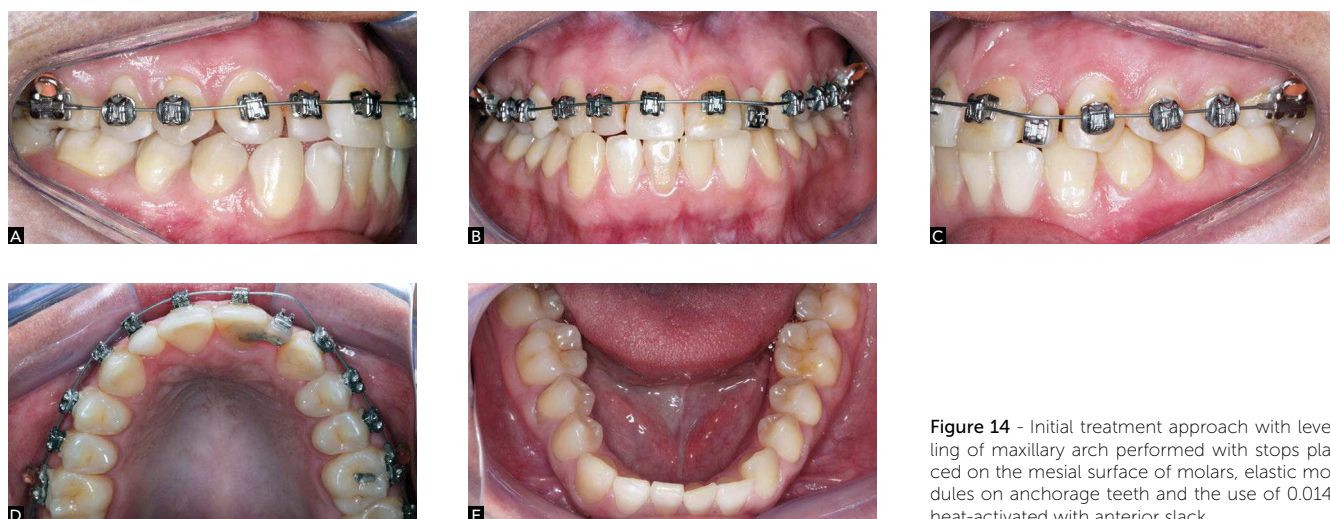 A
B
C
D
E
Figure 14 - Initial treatment approach with leve
ling of maxillary arch performed with stops pla
ced on the mesial surface of molars, elastic mo
dules on anchorage teeth and the use of 0.014
heat-activated with anterior slack